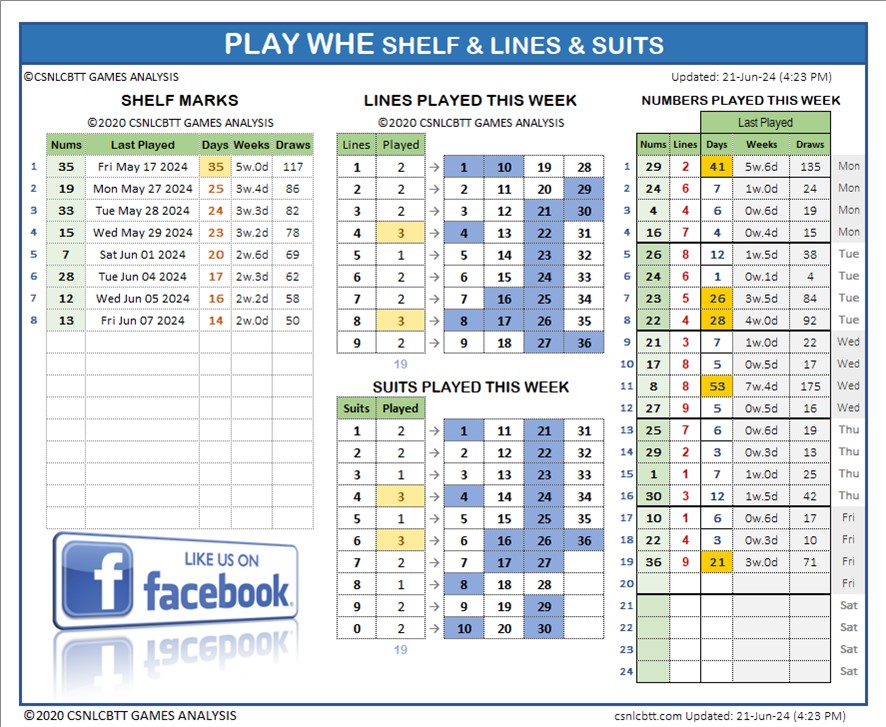 PLAY WHE SHELF & LINES & SUITS
©CSNLCBTT GAMES ANALYSIS
Updated: 21-Jun-24 (4:23 PM)
SHELF MARKS
©2020 CSNLCBTT GAMES ANALYSIS
Nums Last Played Days Weeks Draws
1 35 Fri May 17 2024 35 5w.0d 117
2 19 Mon May 27 2024 25 3w.4d 86
3 33 Tue May 28 2024 24 3w.3d 82
4 15 Wed May 29 2024 23 3w.2d 78
5 7 Sat Jun 01 2024 20 2w.6d 69
6 28 Tue Jun 04 2024 17 2w.3d 62
7 12 Wed Jun 05 2024 16 2w.2d 58
8 13 Fri Jun 07 2024 14 2w.0d 50
LIKE US ON
facebook
LINES PLAYED THIS WEEK
©2020 CSNLCBTT GAMES ANALYSIS
Lines Played
1 2 → 1 10 19 28
2 2 → 2 11 20 29
3 2 → 3 12 21 30
4 3 → 4 13 22 31
5 1 → 5 14 23 32
6 2 → 6 15 24 33
7 2 → 7 16 25 34
8 3 → 8 17 26 35
9 2 → 9 18 27 36
19
SUITS PLAYED THIS WEEK
Suits Played
1 2 → 1 11 21 31
2 2 → 2 12 22 32
3 1 → 3 13 23 33
4 3 → 4 14 24 34
5 1 → 5 15 25 35
6 3 → 6 16 26 36
7 2 → 7 17 27
8 1 → 8 18 28
9 2 → 9 19 29
0 2 → 10 20 30
19
NUMBERS PLAYED THIS WEEK
Last Played
Nums Lines Days Weeks Draws
1 29 2 41 5w.6d 135 Mon
2 24 6 7 1w.0d 24 Mon
3 4 4 6 0w.6d 19 Mon
4 16 7 4 0w.4d 15 Mon
5 26 8 12 1w.5d 38 Tue
6 24 6 1 0w.1d 4 Tue
7 23 5 26 3w.5d 84 Tue
8 22 4 28 4w.0d 92 Tue
9 21 3 7 1w.0d 22 Wed
10 17 8 5 0w.5d 17 Wed
11 8 8 53 7w.4d 175 Wed
12 27 9 5 0w.5d 16 Wed
13 25 7 6 0w.6d 19 Thu
14 29 2 3 0w.3d 13 Thu
15 1 1 7 1w.0d 25 Thu
16 30 3 12 1w.5d 42 Thu
17 10 1 6 0w.6d 17 Fri
18 22 4 3 0w.3d 10 Fri
19 36 9 21 3w.0d 71 Fri
20 Fri
21 Sat
22 Sat
23 Sat
24 Sat
©2020 CSNLCBTT GAMES ANALYSIS
csnlcbtt.com Updated: 21-Jun-24 (4:23 PM)